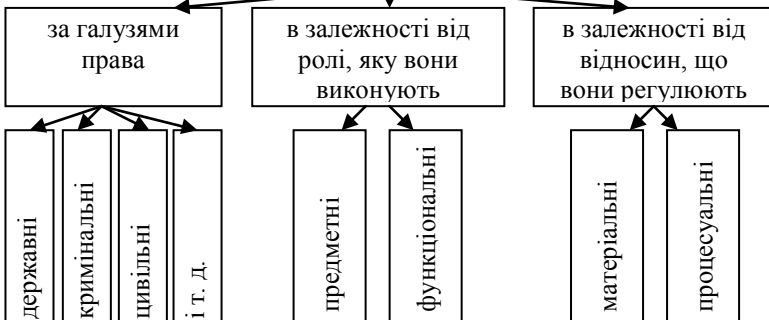 за галузями
права
в залежності від
ролі, яку вони
виконують
в залежності від
відносин, що
вони регулюють
державні
кримінальні
цивільні
і т. д.
предметні
функціональні
матеріальні
процесуальні